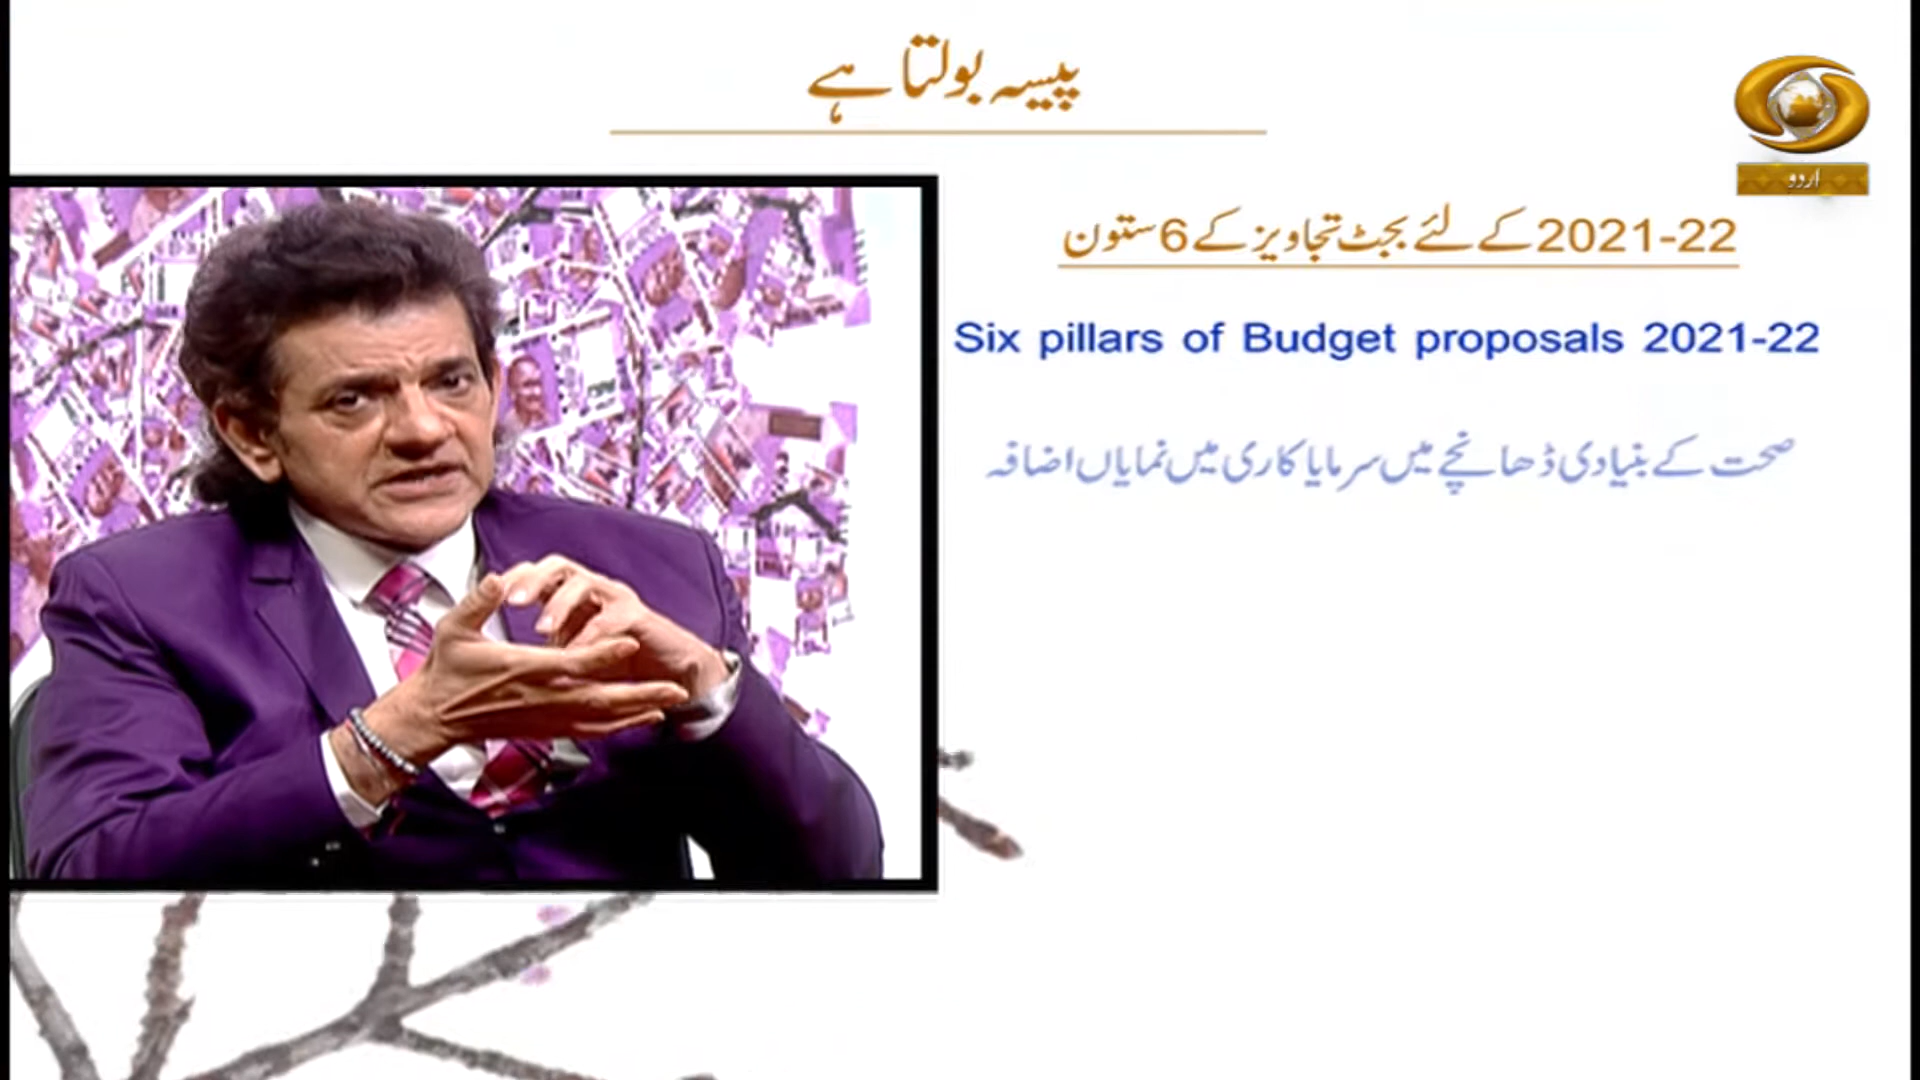 پیسہ بولتا ہے
اردو
2021-22 کے لئے بجٹ تجاویز کے 6 ستون
Six pillars of Budget proposals 2021-22
صحت کے بنیادی ڈھانچے میں سرمایا کاری میں نمایاں اضافہ